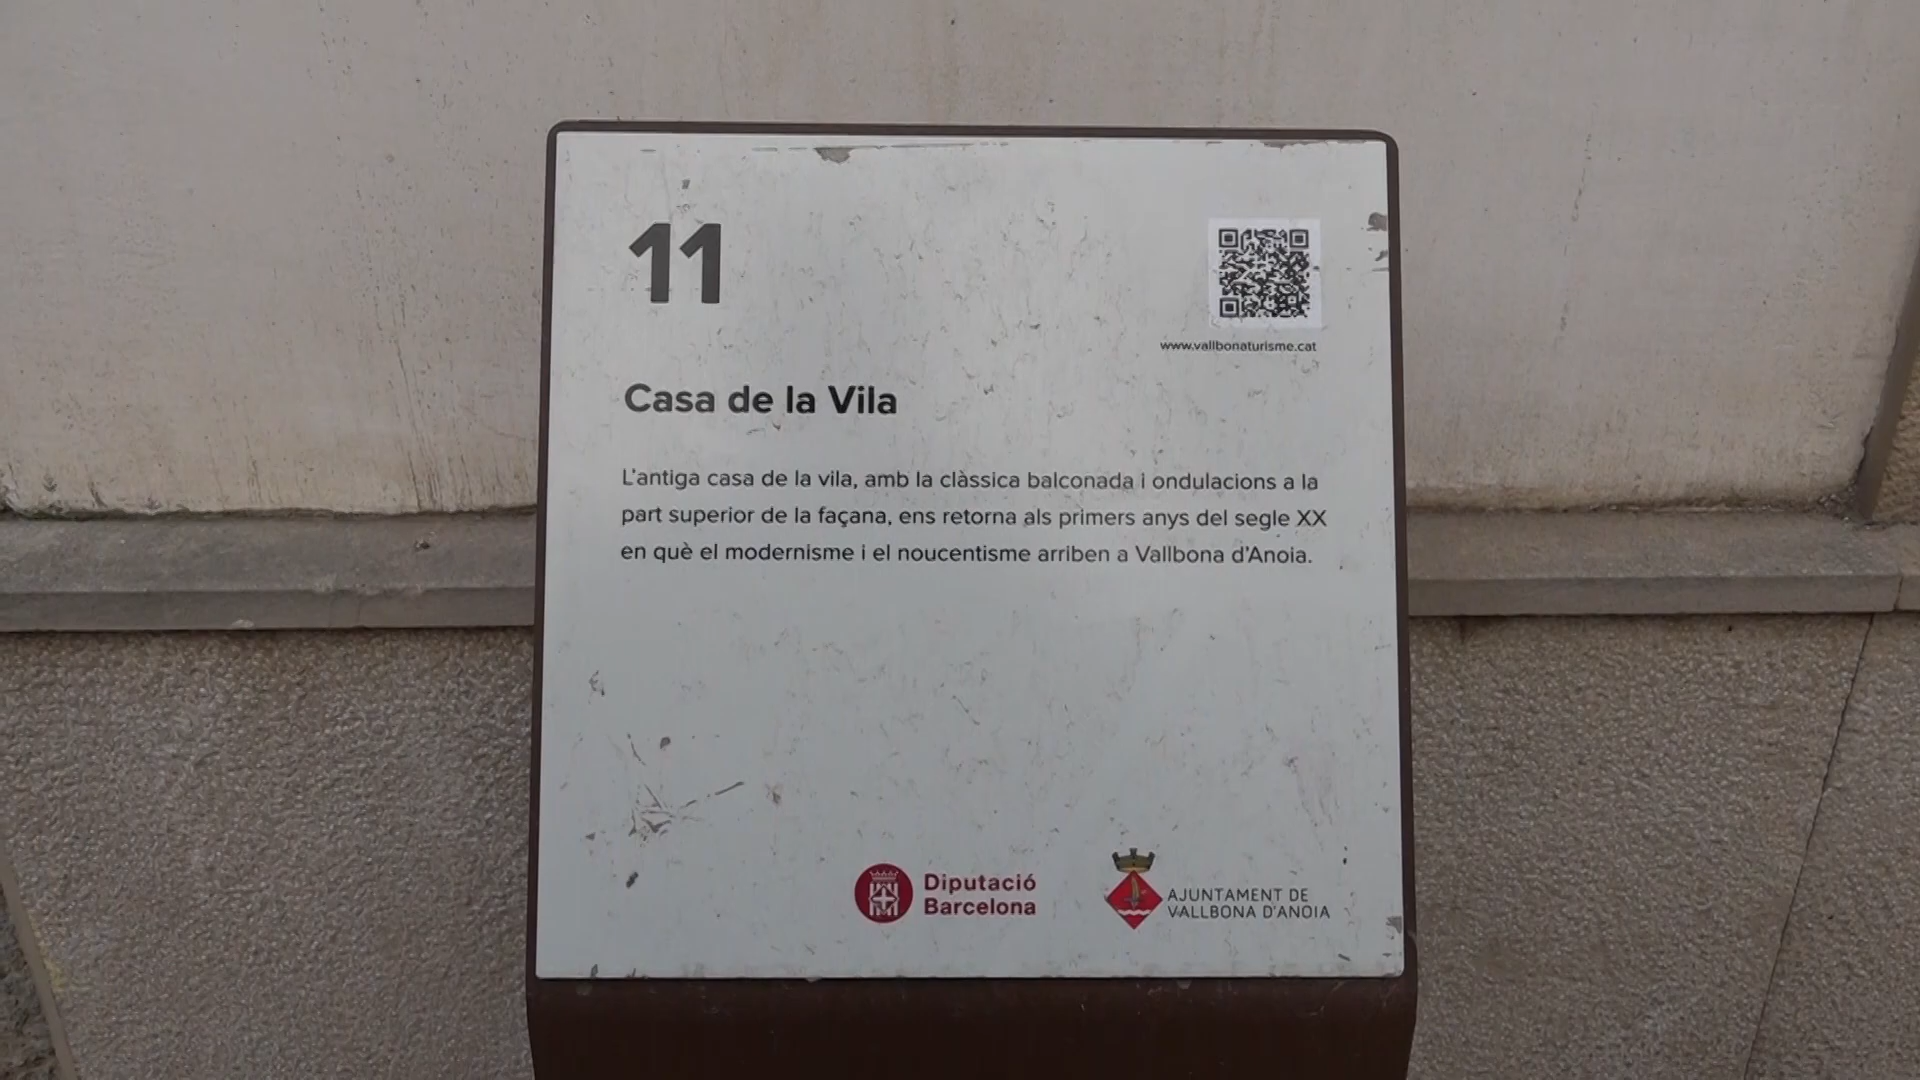 11
www.vallbonaturisme.cat
Casa de la Vila
L'antiga casa de la vila, amb la clàssica balconada i ondulacions a la
part superior de la façana, ens retorna als primers anys del segle XX
en què el modernisme i el noucentisme arriben a Vallbona d'Anoia.
Diputació
Barcelona
AJUNTAMENT DE
VALLBONA D'ANOIA